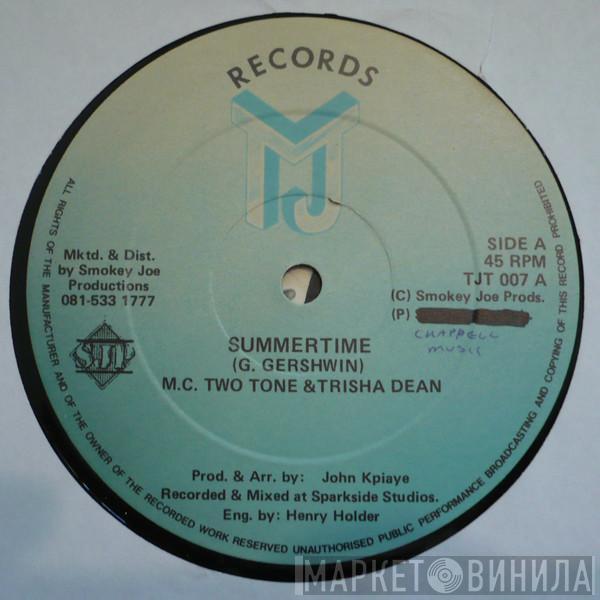 RECORDS
TJ
Mktd. & Dist.
by Smokey Joe
Productions
081-533 1777
SJP
SIDE A
45 RPM
TJT 007 A
(C) Smokey Joe Prods.
(P)
CHAPPELL
MUSIC
SUMMERTIME
(G. GERSHWIN)
M.C. TWO TONE &TRISHA DEAN
Prod. & Arr. by: John Kpiaye
Recorded & Mixed at Sparkside Studios.
Eng. by: Henry Holder
ALL RIGHTS OF THE MANUFACTURER AND OF THE OWNER OF THE RECORDED WORK RESERVED UNAUTHORISED PUBLIC PERFORMANCE BROADCASTING AND COPYING OF THIS RECORD PROHIBITED
МАРКЕТ ВИНИЛА